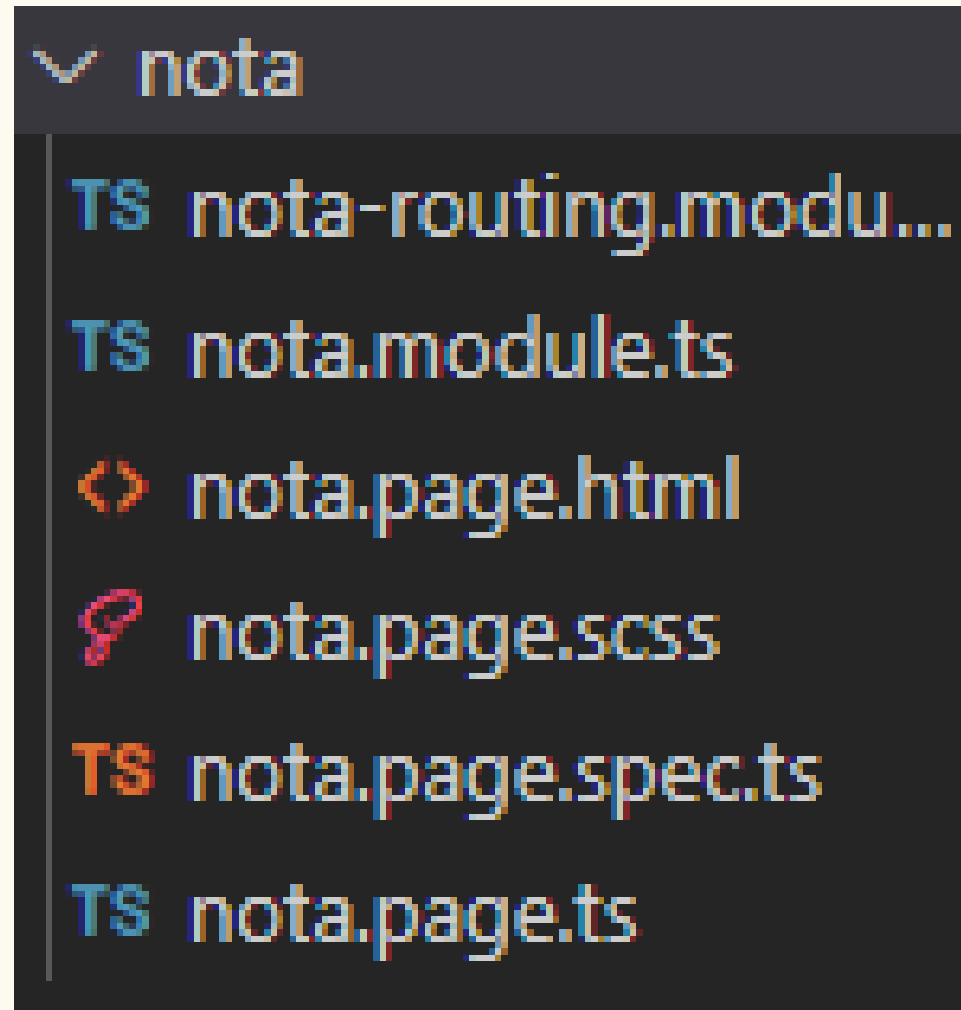 nota
TS nota-routing.modu...
TS nota.module.ts
<> nota.page.html
nota.page.scss
TS nota.page.spec.ts
TS nota.page.ts